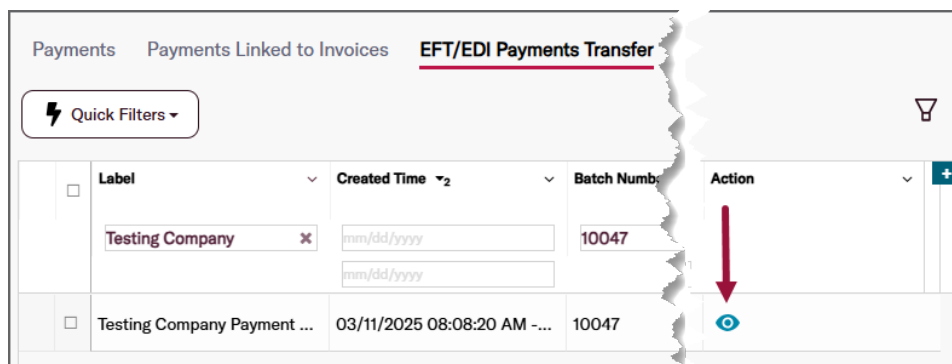 Payments Payments Linked to Invoices EFT/EDI Payments Transfer
Quick Filters
Label Created Time 2 Batch Numb Action
Testing Company mm/dd/yyyy 10047
mm/dd/yyyy
Testing Company Payment ... 03/11/2025 08:08:20 AM -... 10047